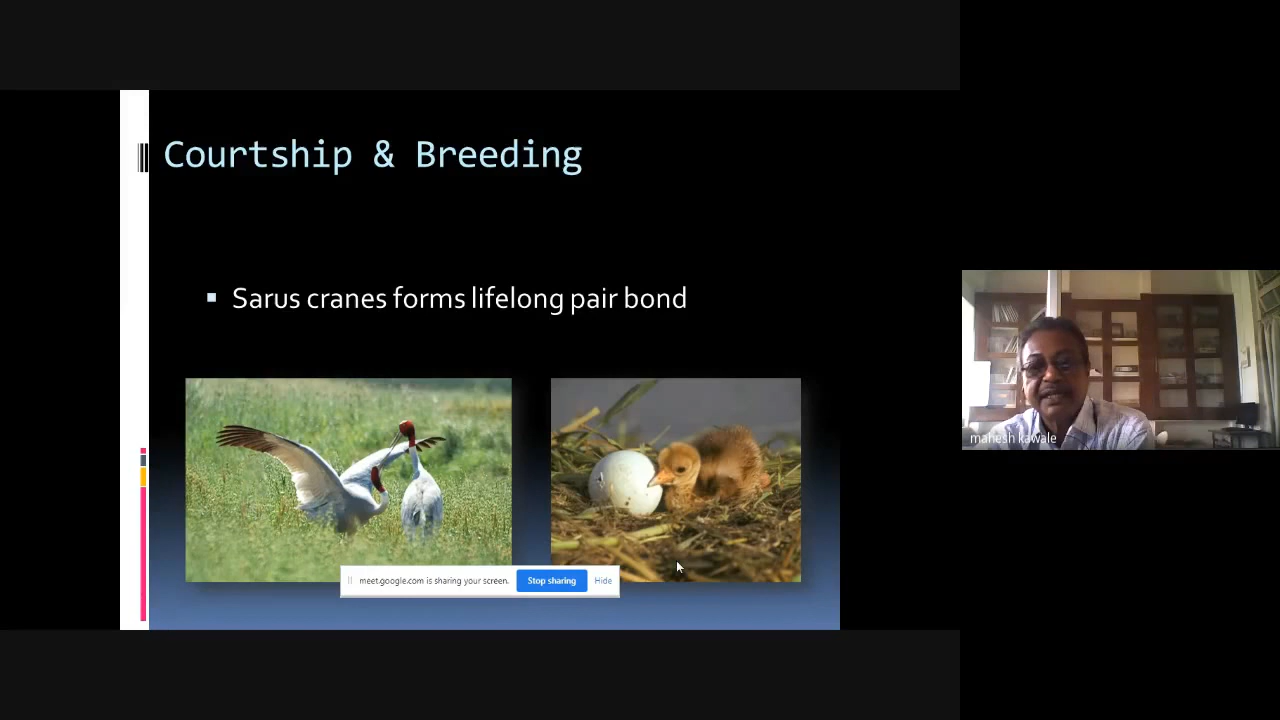 Courtship & Breeding
Sarus cranes forms lifelong pair bond
mahesh kawale
meet.google.com is sharing your screen.
Stop sharing
Hide